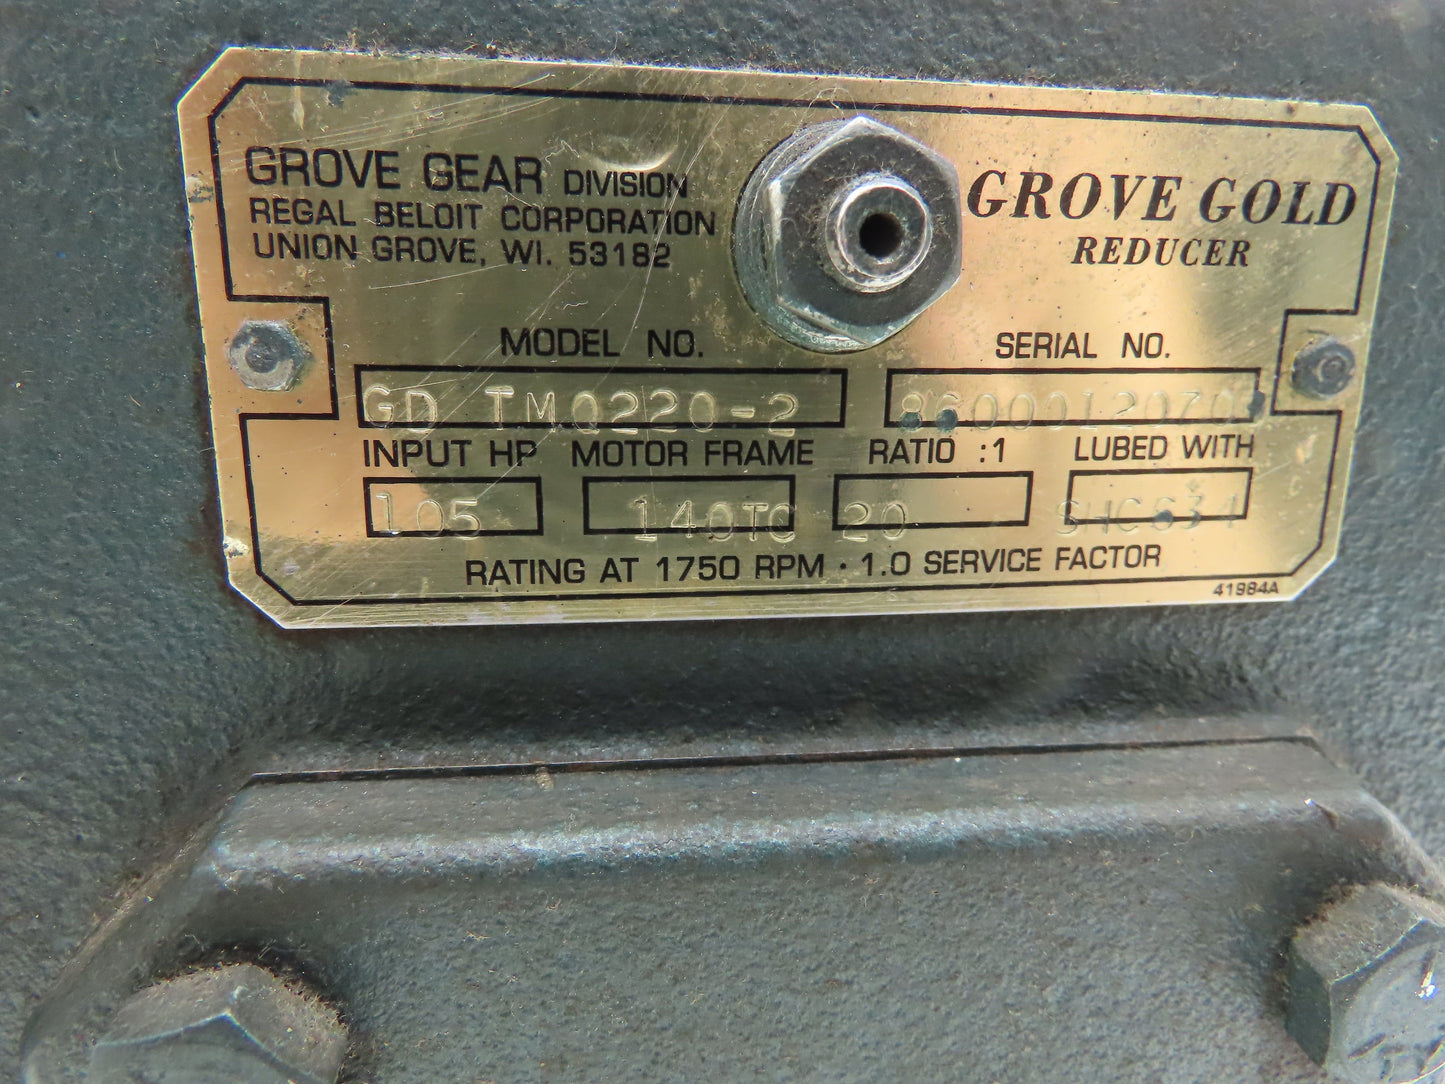 GROVE GEAR DIVISION
REGAL BELOIT CORPORATION
UNION GROVE, WI. 53182
GROVE GOLD
REDUCER
MODEL NO. SERIAL NO.
GD TMQ220-2
INPUT HP MOTOR FRAME RATIO :1 LUBED WITH
105 140TC 20 SHC634
RATING AT 1750 RPM · 1.0 SERVICE FACTOR
41984A